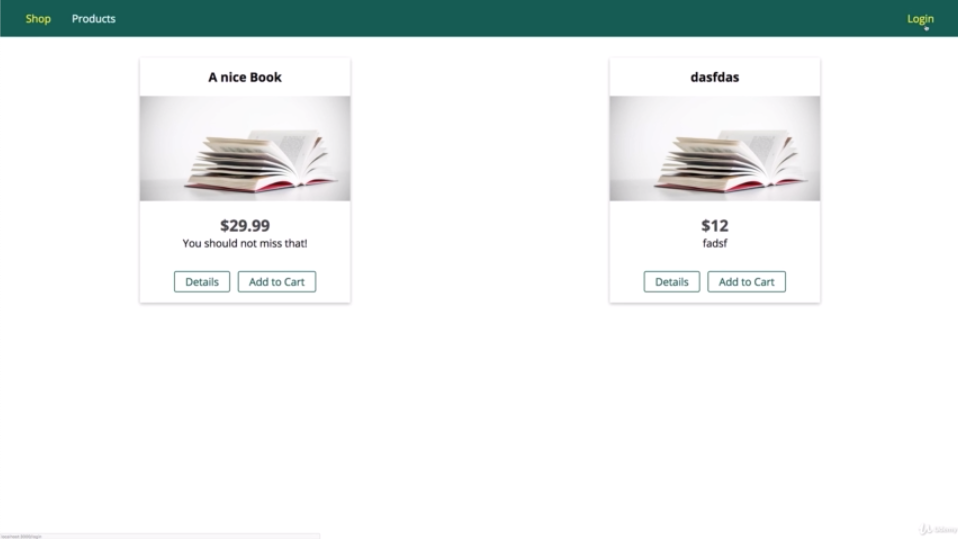 Shop Products Login
A nice Book
dasfdas
$29.99
You should not miss that!
$12
fadsf
Details Add to Cart
Details Add to Cart